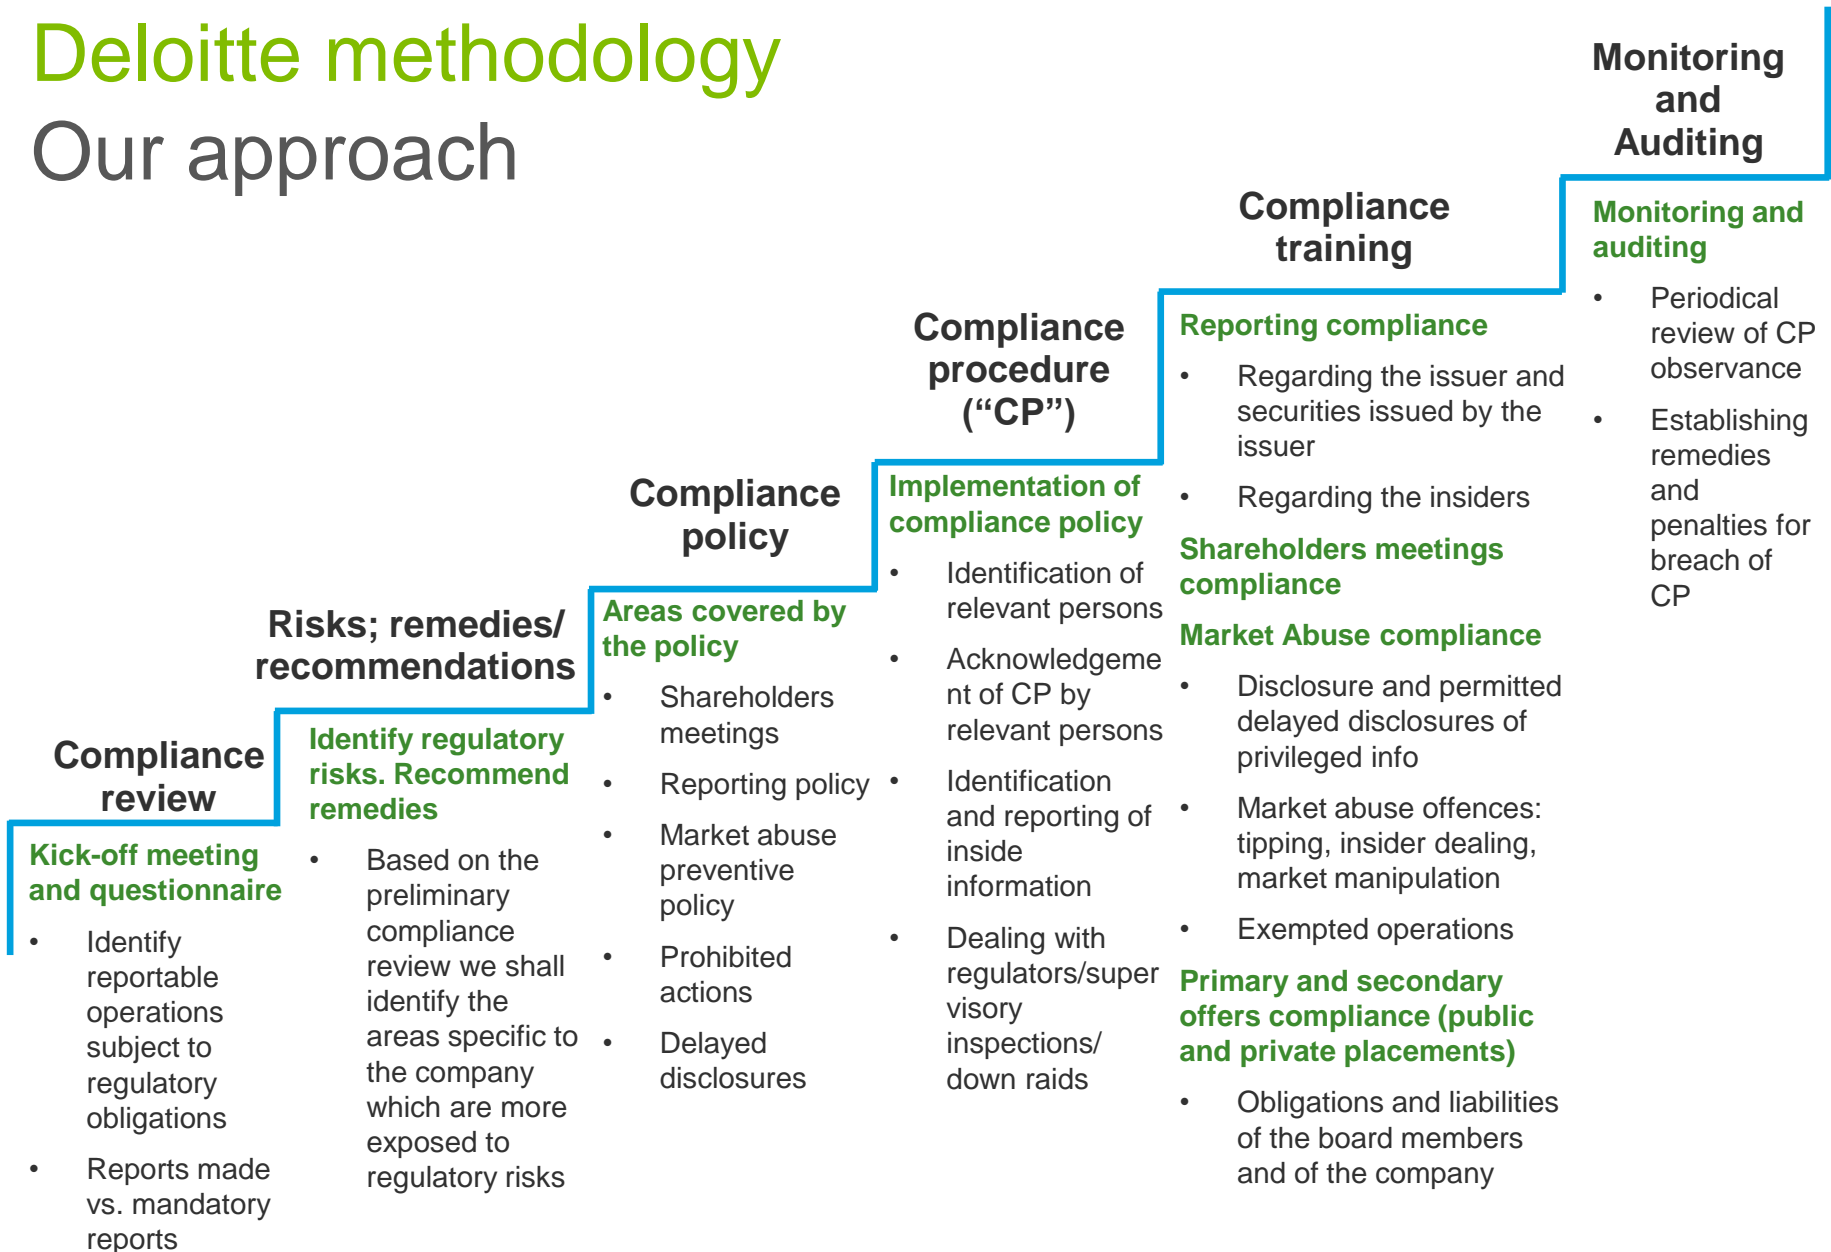 Deloitte methodology
Our approach
Compliance
review
Kick-off meeting
and questionnaire
• Identify
reportable
operations
subject to
regulatory
obligations
• Reports made
vs. mandatory
reports
Risks; remedies/
recommendations
Identify regulatory
risks. Recommend
remedies
• Based on the
preliminary
compliance
review we shall
identify the
areas specific to
the company
which are more
exposed to
regulatory risks
Compliance
policy
Areas covered by
the policy
• Shareholders
meetings
• Reporting policy
• Market abuse
preventive
policy
• Prohibited
actions
• Delayed
disclosures
Compliance
procedure
(“CP”)
Implementation of
compliance policy
• Identification of
relevant persons
• Acknowledgeme
nt of CP by
relevant persons
• Identification
and reporting of
inside
information
• Dealing with
regulators/super
visory
inspections/
down raids
Compliance
training
Reporting compliance
• Regarding the issuer and
securities issued by the
issuer
• Regarding the insiders
Shareholders meetings
compliance
Market Abuse compliance
• Disclosure and permitted
delayed disclosures of
privileged info
• Market abuse offences:
tipping, insider dealing,
market manipulation
• Exempted operations
Primary and secondary
offers compliance (public
and private placements)
• Obligations and liabilities
of the board members
and of the company
Monitoring
and
Auditing
Monitoring and
auditing
• Periodical
review of CP
observance
• Establishing
remedies
and
penalties for
breach of
CP